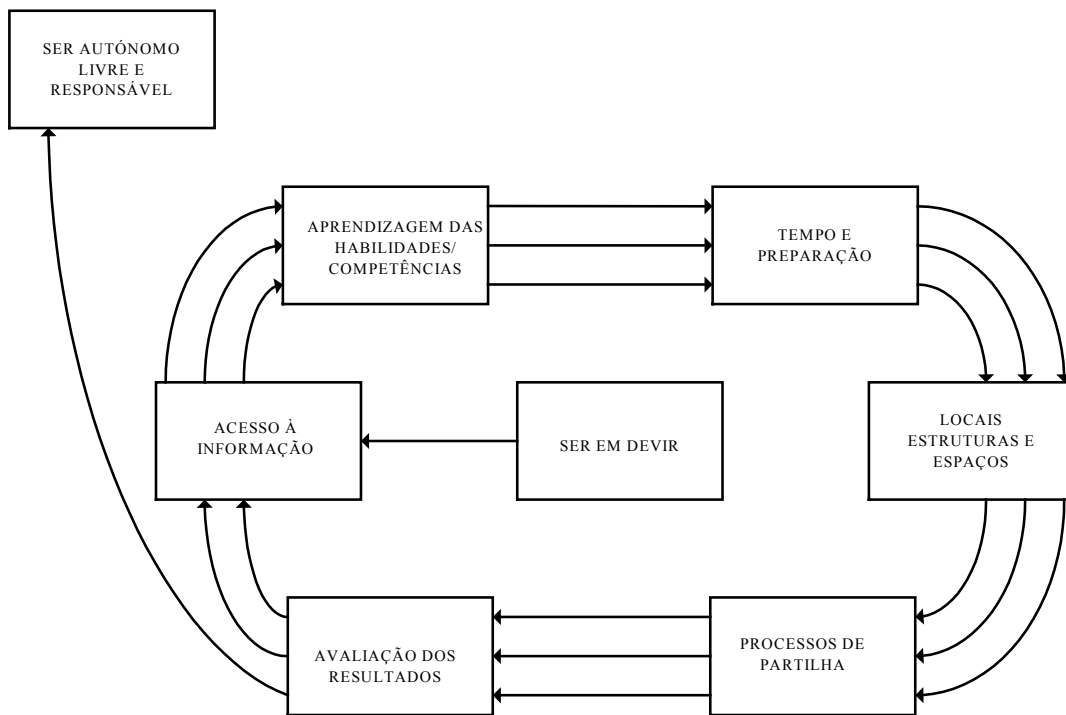 SER AUTÓNOMO
LIVRE E
RESPONSÁVEL
APRENDIZAGEM DAS
HABILIDADES/
COMPETÊNCIAS
TEMPO E
PREPARAÇÃO
ACESSO À
INFORMAÇÃO
SER EM DEVIR
LOCAIS
ESTRUTURAS E
ESPAÇOS
AVALIAÇÃO DOS
RESULTADOS
PROCESSOS DE
PARTILHA